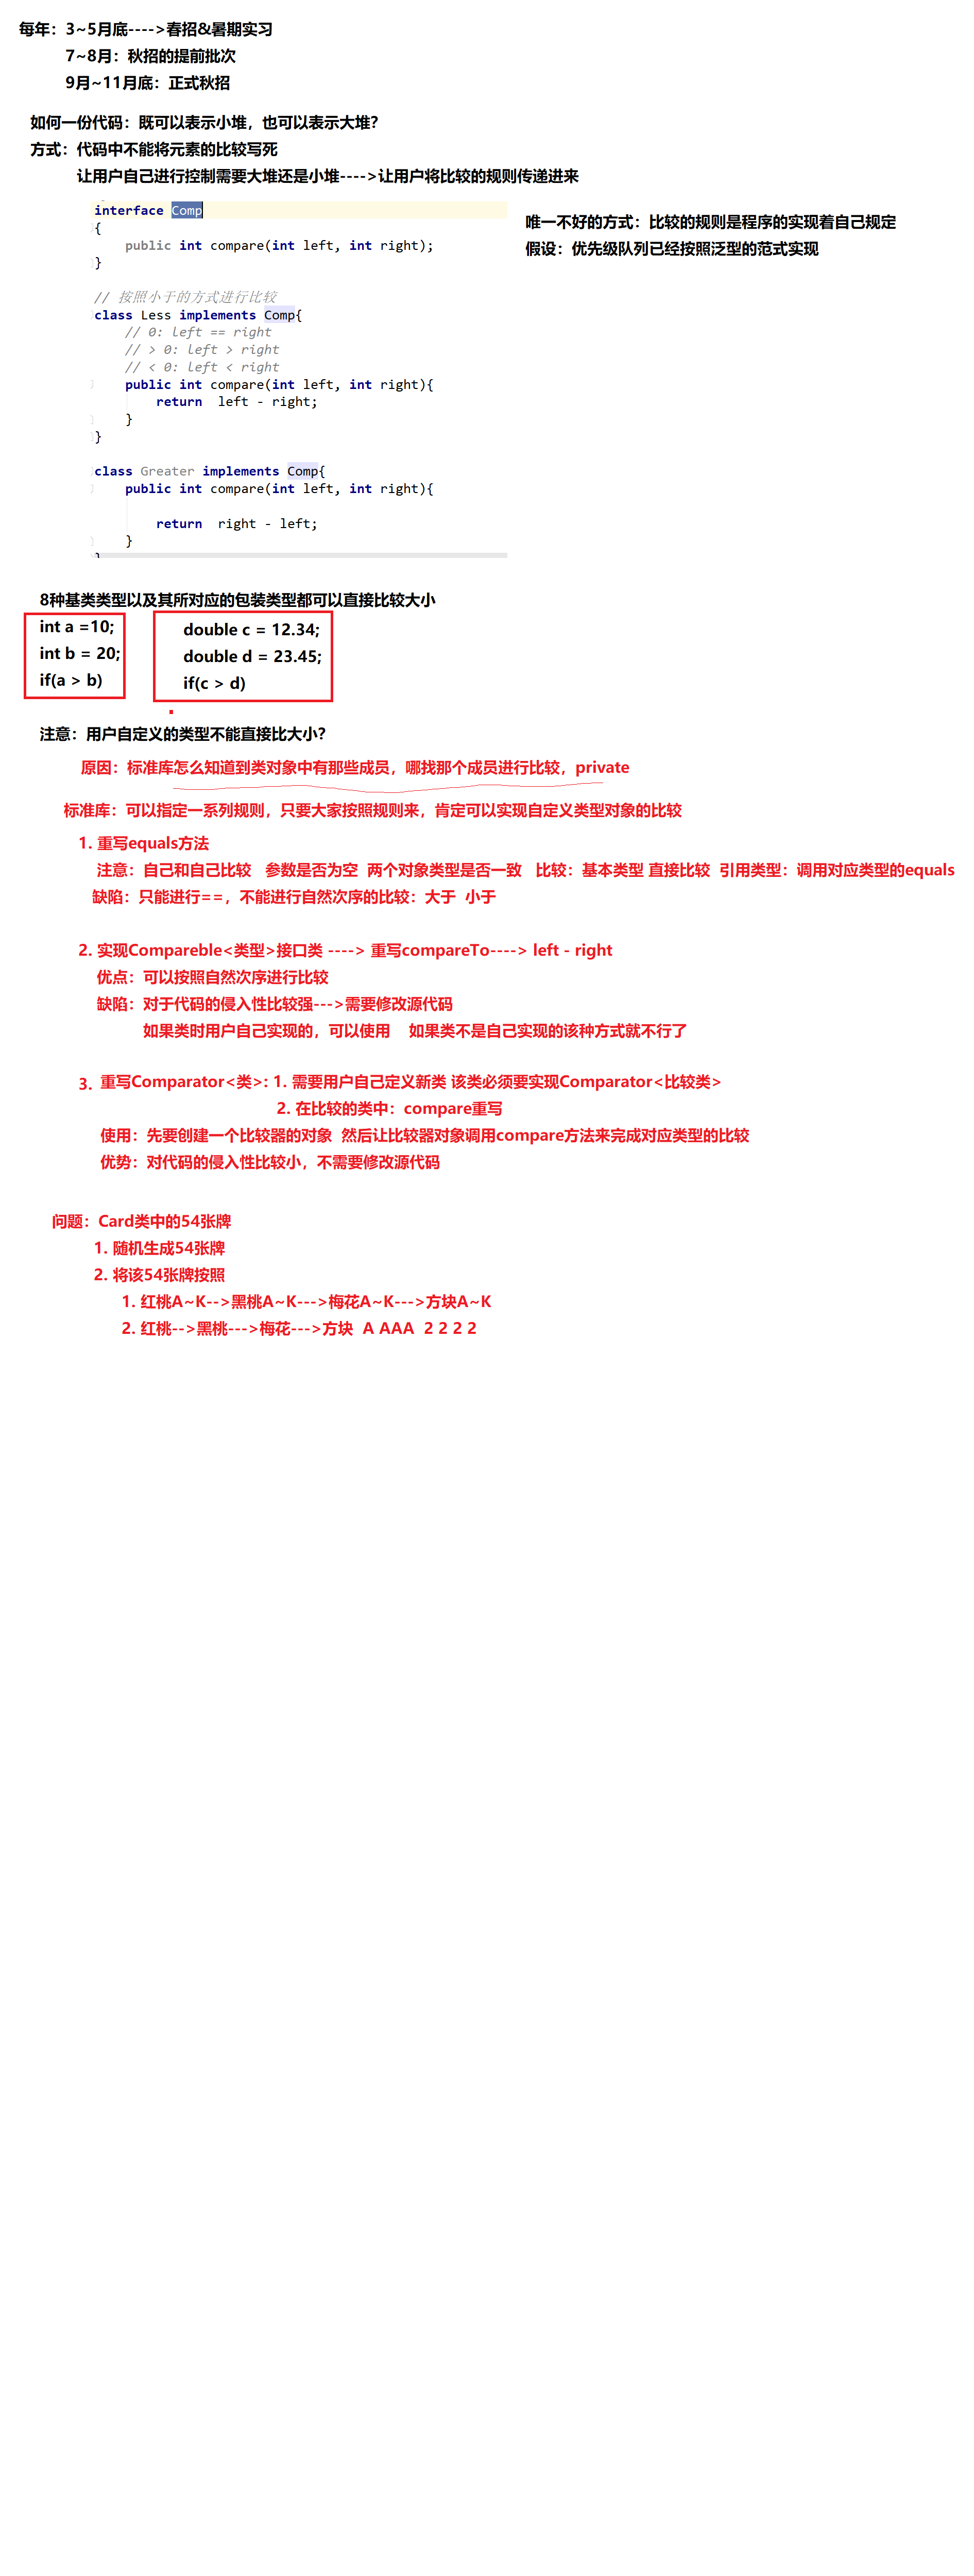 每年：3~5月底---->春招&暑期实习
7~8月：秋招的提前批次
9月~11月底：正式秋招
如何一份代码：既可以表示小堆，也可以表示大堆?
方式：代码中不能将元素的比较写死
让用户自己进行控制需要大堆还是小堆---->让用户将比较的规则传递进来
interface Comp
{
public int compare(int left, int right);
}
// 按照小于的方式进行比较
class Less implements Comp{
// 0: left == right
// > 0: left > right
// < 0: left < right
public int compare(int left, int right){
return  left - right;
}
}
class Greater implements Comp{
public int compare(int left, int right){
return  right - left;
}
}
唯一不好的方式：比较的规则是程序的实现着自己规定
假设：优先级队列已经按照泛型的范式实现
8种基类类型以及其所对应的包装类型都可以直接比较大小
int a =10;
int b = 20;
if(a > b)
double c = 12.34;
double d = 23.45;
if(c > d)
注意：用户自定义的类型不能直接比大小?
原因：标准库怎么知道到类对象中有那些成员，哪找那个成员进行比较，private
标准库：可以指定一系列规则，只要大家按照规则来，肯定可以实现自定义类型对象的比较
1. 重写equals方法
注意：自己和自己比较   参数是否为空  两个对象类型是否一致   比较：基本类型 直接比较  引用类型：调用对应类型的equals
缺陷：只能进行==，不能进行自然次序的比较：大于  小于
2. 实现Compareble<类型>接口类 ----> 重写compareTo----> left - right
优点：可以按照自然次序进行比较
缺陷：对于代码的侵入性比较强--->需要修改源代码
如果类时用户自己实现的，可以使用    如果类不是自己实现的该种方式就不行了
3. 重写Comparator<类>: 1. 需要用户自己定义新类 该类必须要实现Comparator<比较类>
2. 在比较的类中：compare重写
使用：先要创建一个比较器的对象  然后让比较器对象调用compare方法来完成对应类型的比较
优势：对代码的侵入性比较小，不需要修改源代码
问题：Card类中的54张牌
1. 随机生成54张牌
2. 将该54张牌按照
1. 红桃A~K-->黑桃A~K--->梅花A~K--->方块A~K
2. 红桃-->黑桃--->梅花--->方块  A AAA  2 2 2 2